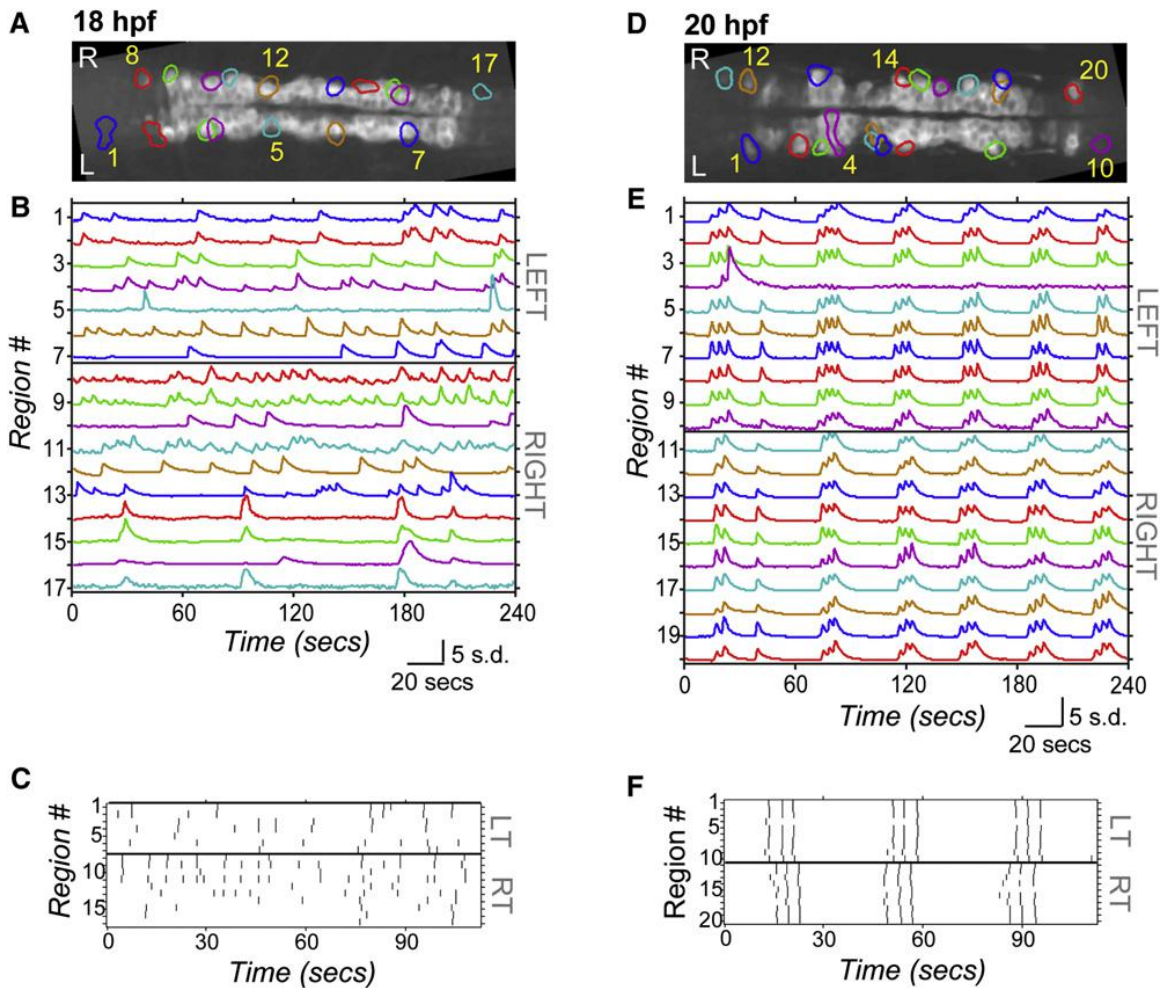 A 18 hpf
R 8 12 17
L 1 5 7
B
1
3
5
7
9
11
13
15
17
Region #
LEFT
RIGHT
0 60 120 180 240
Time (secs)
5 s.d.
20 secs
C
1
5
10
15
Region #
LT
RT
0 30 60 90
Time (secs)
D 20 hpf
R 12 14 20
L 1 4 10
E
1
3
5
7
9
11
13
15
17
19
Region #
LEFT
RIGHT
0 60 120 180 240
Time (secs)
5 s.d.
20 secs
F
1
5
10
15
20
Region #
LT
RT
0 30 60 90
Time (secs)